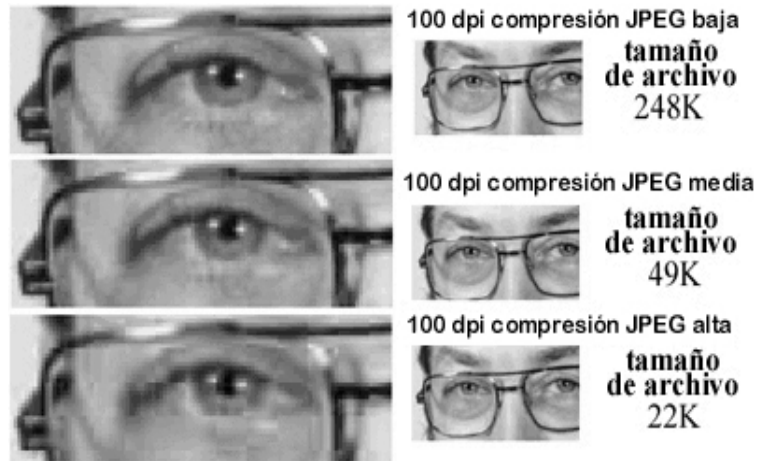 100 dpi compresión JPEG baja
tamaño
de archivo
248K
100 dpi compresión JPEG media
tamaño
de archivo
49K
100 dpi compresión JPEG alta
tamaño
de archivo
22K